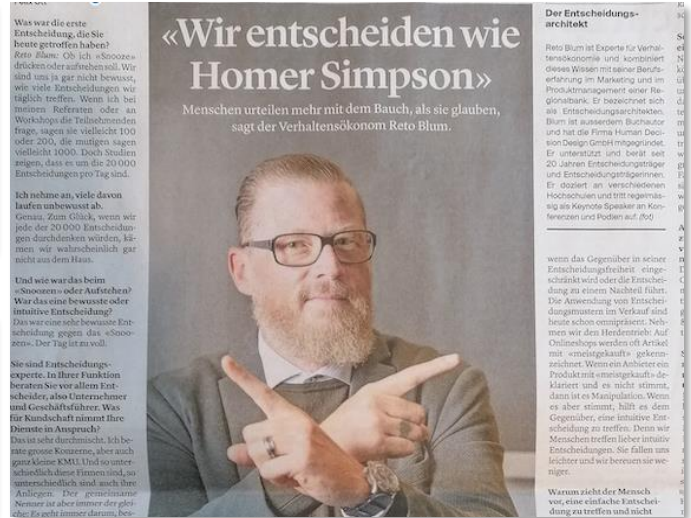 «Wir entscheiden wie
Homer Simpson»
Menschen urteilen mehr mit dem Bauch, als sie glauben,
sagt der Verhaltensökonom Reto Blum.
Was war die erste
Entscheidung, die Sie
heute getroffen haben?
Reto Blum: Ob ich «Snooze»
drücken oder aufstehen soll. Wir
sind uns ja gar nicht bewusst,
wie viele Entscheidungen wir
täglich treffen. Wenn ich bei
meinen Referaten oder an
Workshops die Teilnehmenden
frage, sagen sie vielleicht 100
oder 200, die mutigen sagen
vielleicht 1000. Doch Studien
zeigen, dass es um die 20 000
Entscheidungen pro Tag sind.
Ich nehme an, viele davon
laufen unbewusst ab.
Genau. Zum Glück, wenn wir
jede der 20 000 Entscheidun-
gen durchdenken würden, kä-
men wir wahrscheinlich gar
nicht aus dem Haus.
Und wie war das beim
«Snoozen» oder Aufstehen?
War das eine bewusste oder
intuitive Entscheidung?
Das war eine sehr bewusste Ent-
scheidung gegen das «Snoo-
zen». Der Tag ist zu voll.
Sie sind Entscheidungs-
experte. In Ihrer Funktion
beraten Sie vor allem Ent-
scheider, also Unternehmer
und Geschäftsführer. Was
für Kundschaft nimmt Ihre
Dienste in Anspruch?
Das ist sehr durchmischt. Ich be-
rate grosse Konzerne, aber auch
ganz kleine KMU. Und so unter-
schiedlich diese Firmen sind, so
unterschiedlich sind auch ihre
Anliegen. Der gemeinsame
Nenner ist aber immer der glei-
che: Es geht immer darum, bes-
Der Entscheidungs-
architekt
Reto Blum ist Experte für Verhal-
tensökonomie und kombiniert
dieses Wissen mit seiner Berufs-
erfahrung im Marketing und im
Produktmanagement einer Re-
gionalbank. Er bezeichnet sich
als Entscheidungsarchitekten.
Blum ist ausserdem Buchautor
und hat die Firma Human Deci-
sion Design GmbH mitgegründet.
Er unterstützt und berät seit
20 Jahren Entscheidungsträger
und Entscheidungsträgerinnen.
Er doziert an verschiedenen
Hochschulen und tritt regelmäs-
sig als Keynote Speaker an Kon-
ferenzen und Podien auf. (fot)
wenn das Gegenüber in seiner
Entscheidungsfreiheit einge-
schränkt wird oder die Entschei-
dung zu einem Nachteil führt.
Die Anwendung von Entschei-
dungsmustern im Verkauf sind
heute schon omnipräsent. Neh-
men wir den Herdentrieb: Auf
Onlineshops werden oft Artikel
mit «meistgekauft» gekenn-
zeichnet. Wenn ein Anbieter ein
Produkt mit «meistgekauft» de-
klariert und es nicht stimmt,
dann ist es Manipulation. Wenn
es aber stimmt, hilft es dem
Gegenüber, eine intuitive Ent-
scheidung zu treffen. Denn wir
Menschen treffen lieber intuitiv
Entscheidungen. Sie fallen uns
leichter und wir bereuen sie we-
niger.
Warum zieht der Mensch
vor, eine einfache Entschei-
dung zu treffen und nicht